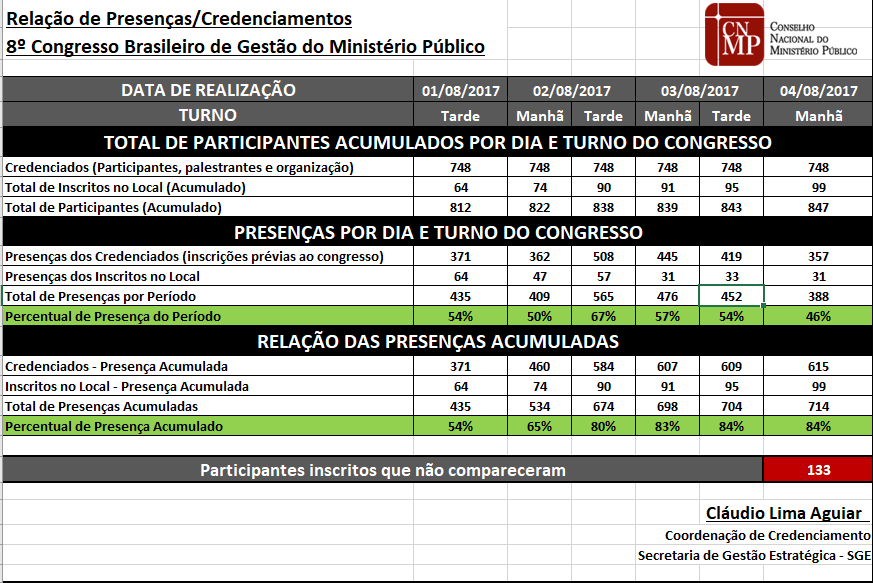 Relação de Presenças/Credenciamentos
8º Congresso Brasileiro de Gestão do Ministério Público
CN
MP
CONSELHO
NACIONAL DO
MINISTÉRIO PÚBLICO
DATA DE REALIZAÇÃO 01/08/2017 02/08/2017 03/08/2017 04/08/2017
TURNO Tarde Manhã Tarde Manhã Tarde Manhã
TOTAL DE PARTICIPANTES ACUMULADOS POR DIA E TURNO DO CONGRESSO
Credenciados (Participantes, palestrantes e organização) 748 748 748 748 748 748
Total de Inscritos no Local (Acumulado) 64 74 90 91 95 99
Total de Participantes (Acumulado) 812 822 838 839 843 847
PRESENÇAS POR DIA E TURNO DO CONGRESSO
Presenças dos Credenciados (inscrições prévias ao congresso) 371 362 508 445 419 357
Presenças dos Inscritos no Local 64 47 57 31 33 31
Total de Presenças por Período 435 409 565 476 452 388
Percentual de Presença do Período 54% 50% 67% 57% 54% 46%
RELAÇÃO DAS PRESENÇAS ACUMULADAS
Credenciados - Presença Acumulada 371 460 584 607 609 615
Inscritos no Local - Presença Acumulada 64 74 90 91 95 99
Total de Presenças Acumuladas 435 534 674 698 704 714
Percentual de Presença Acumulado 54% 65% 80% 83% 84% 84%
Participantes inscritos que não compareceram 133
Cláudio Lima Aguiar
Coordenação de Credenciamento
Secretaria de Gestão Estratégica - SGE